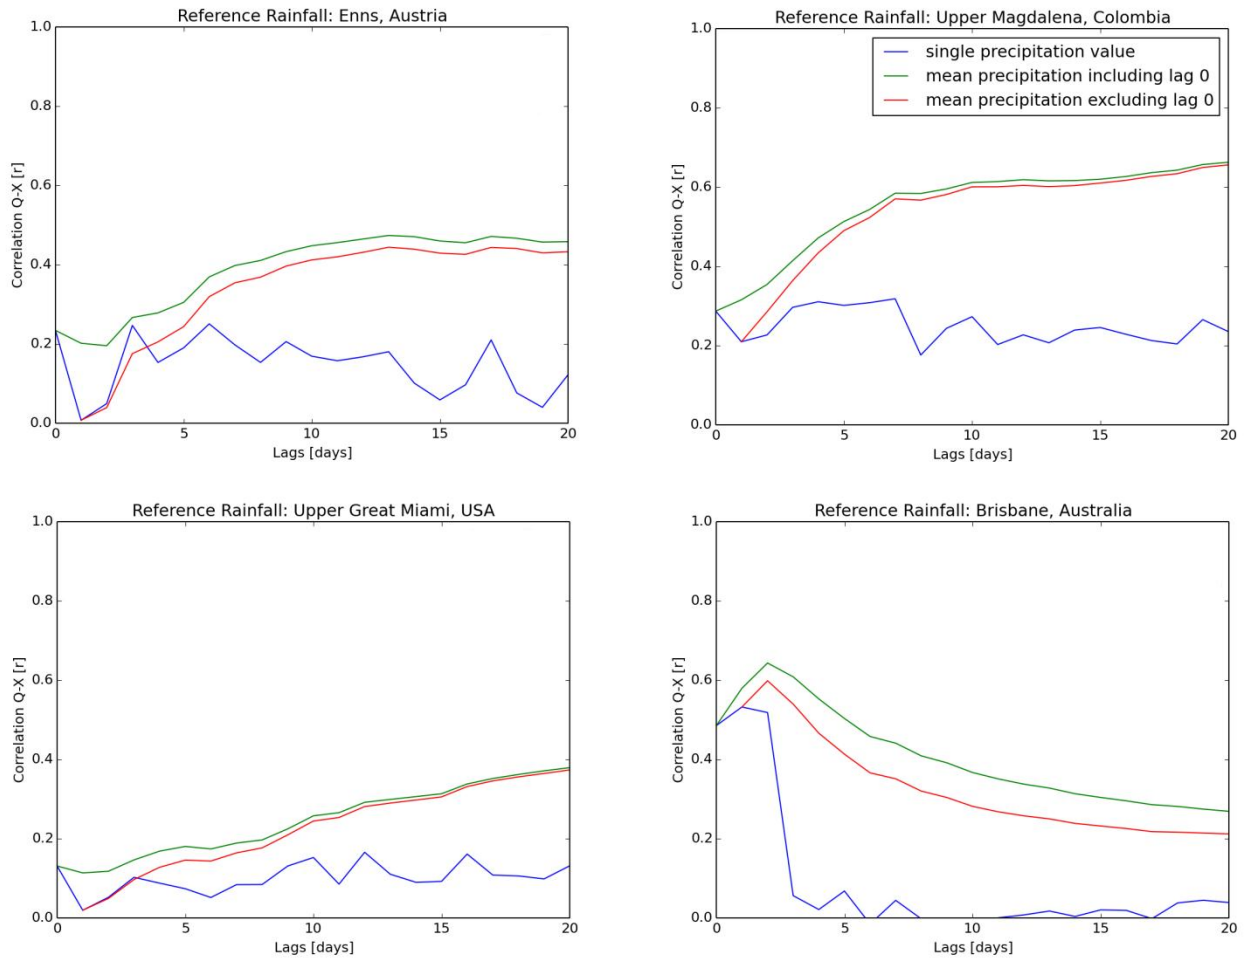 Reference Rainfall: Enns, Austria
1.0
0.8
0.6
0.4
0.2
0.0
Correlation Q-X [r]
0 5 10 15 20
Lags [days]
Reference Rainfall: Upper Magdalena, Colombia
single precipitation value
mean precipitation including lag 0
mean precipitation excluding lag 0
1.0
0.8
0.6
0.4
0.2
0.0
Correlation Q-X [r]
0 5 10 15 20
Lags [days]
Reference Rainfall: Upper Great Miami, USA
1.0
0.8
0.6
0.4
0.2
0.0
Correlation Q-X [r]
0 5 10 15 20
Lags [days]
Reference Rainfall: Brisbane, Australia
1.0
0.8
0.6
0.4
0.2
0.0
Correlation Q-X [r]
0 5 10 15 20
Lags [days]